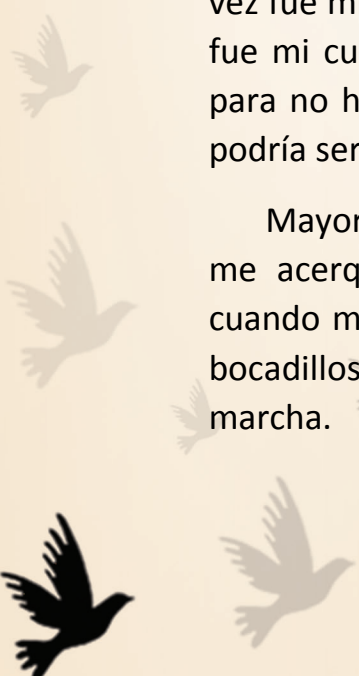 vez fue m
fue mi cu
para no h
podría ser
Mayor
me acerq
cuando m
bocadillos
marcha.